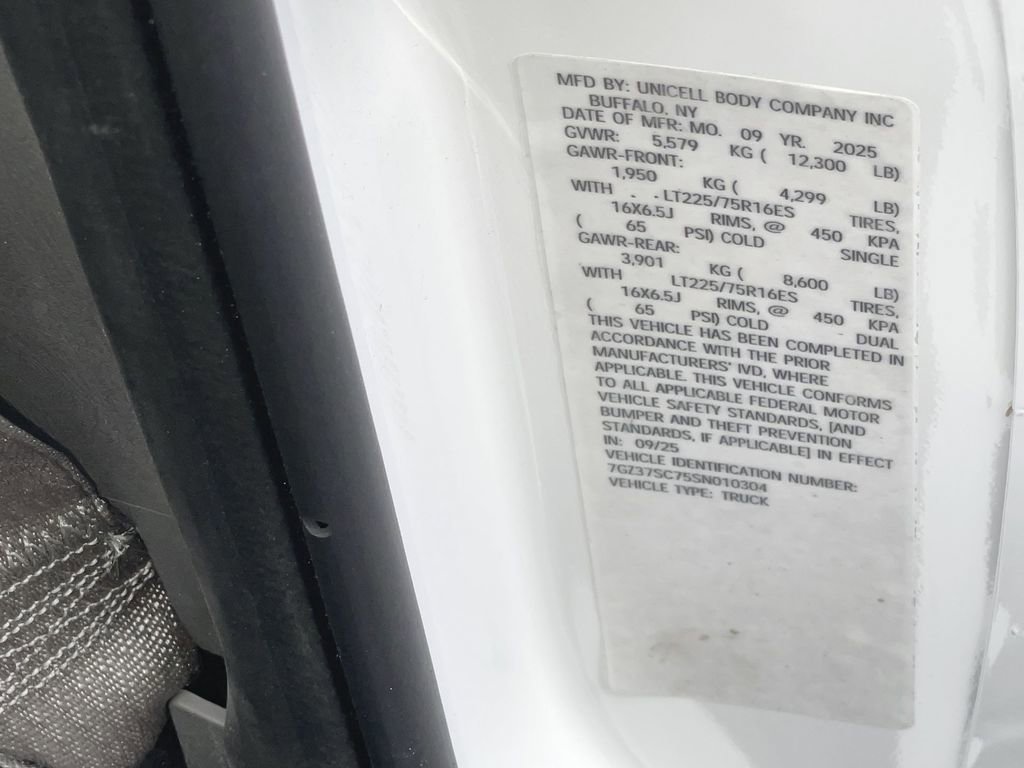 MFD BY: UNICELL BODY COMPANY INC
BUFFALO, NY
DATE OF MFR: MO. 09 YR. 2025
GVWR: 5,579 KG ( 12,300 LB)
GAWR-FRONT:
1,950 KG ( 4,299 LB)
WITH - - LT225/75R16ES TIRES,
16X6.5J RIMS, @ 450 KPA
( 65 PSI) COLD SINGLE
GAWR-REAR:
3,901 KG ( 8,600 LB)
WITH LT225/75R16ES TIRES,
16X6.5J RIMS, @ 450 KPA
( 65 PSI) COLD - DUAL
THIS VEHICLE HAS BEEN COMPLETED IN
ACCORDANCE WITH THE PRIOR
MANUFACTURERS' IVD, WHERE
APPLICABLE. THIS VEHICLE CONFORMS
TO ALL APPLICABLE FEDERAL MOTOR
VEHICLE SAFETY STANDARDS, [AND
BUMPER AND THEFT PREVENTION
STANDARDS, IF APPLICABLE] IN EFFECT
IN: 09/25
VEHICLE IDENTIFICATION NUMBER:
7GZ37SC75SN010304
VEHICLE TYPE: TRUCK